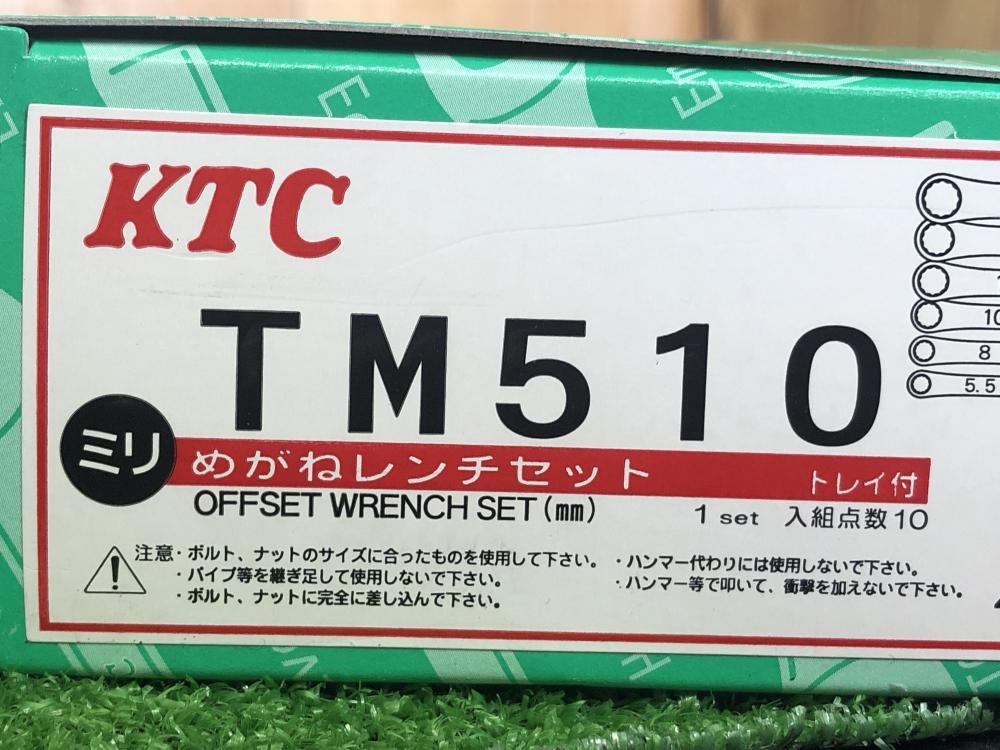 KTC
TM510
ミリ
めがねレンチセット トレイ付
OFFSET WRENCH SET(mm)
1 set 入組点数10
注意・ボルト、ナットのサイズに合ったものを使用して下さい。
・パイプ等を継ぎ足して使用しないで下さい。
・ボルト、ナットに完全に差し込んで下さい。
・ハンマー代わりには使用しないで下さい。
・ハンマー等で叩いて、衝撃を加えないで下さい。
10
8
5.5